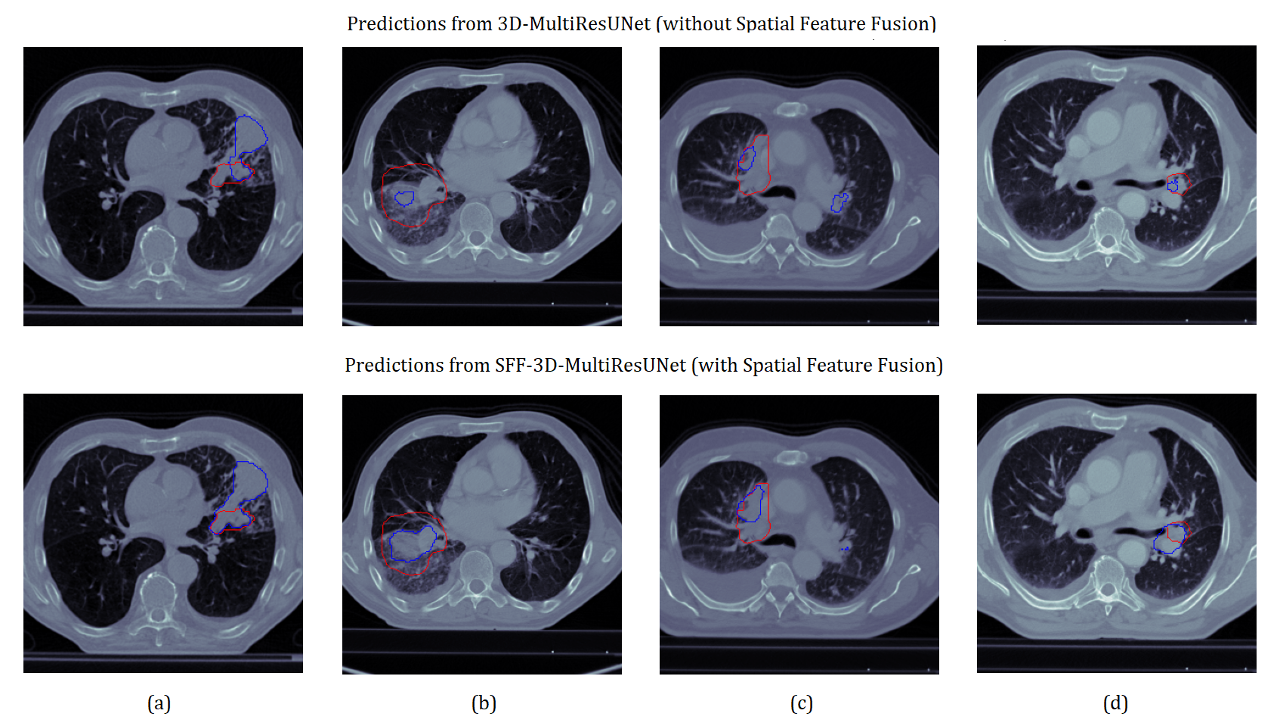 Predictions from 3D-MultiResUNet (without Spatial Feature Fusion)
Predictions from SFF-3D-MultiResUNet (with Spatial Feature Fusion)
(a) (b) (c) (d)